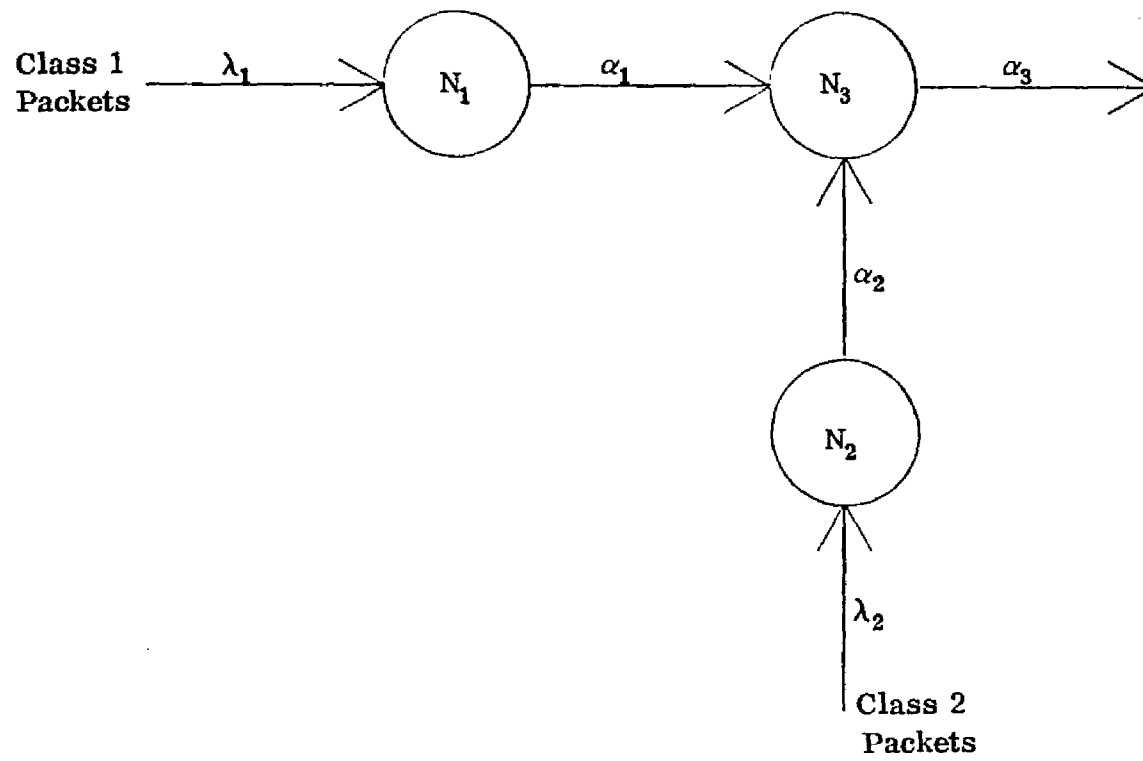 Class 1
Packets
λ₁
N₁
α₁
N₃
α₃
α₂
N₂
λ₂
Class 2
Packets